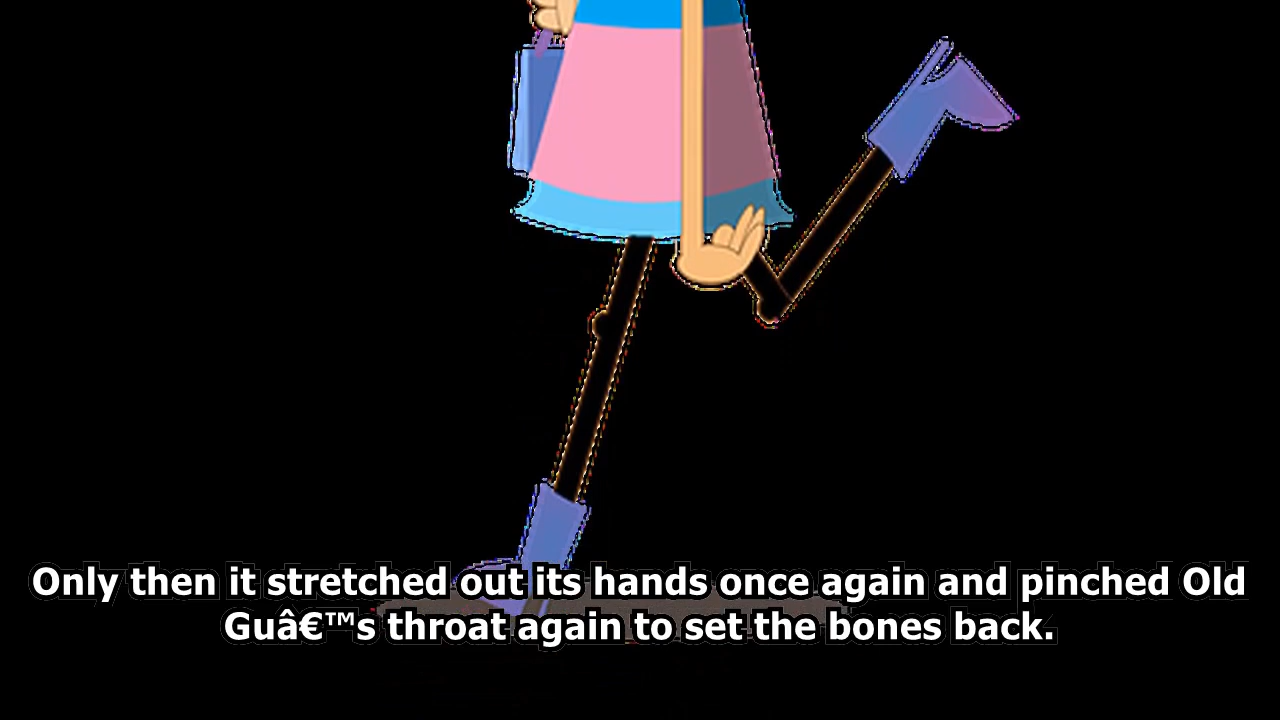 Only then it stretched out its hands once again and pinched Old
Guâ€™s throat again to set the bones back.